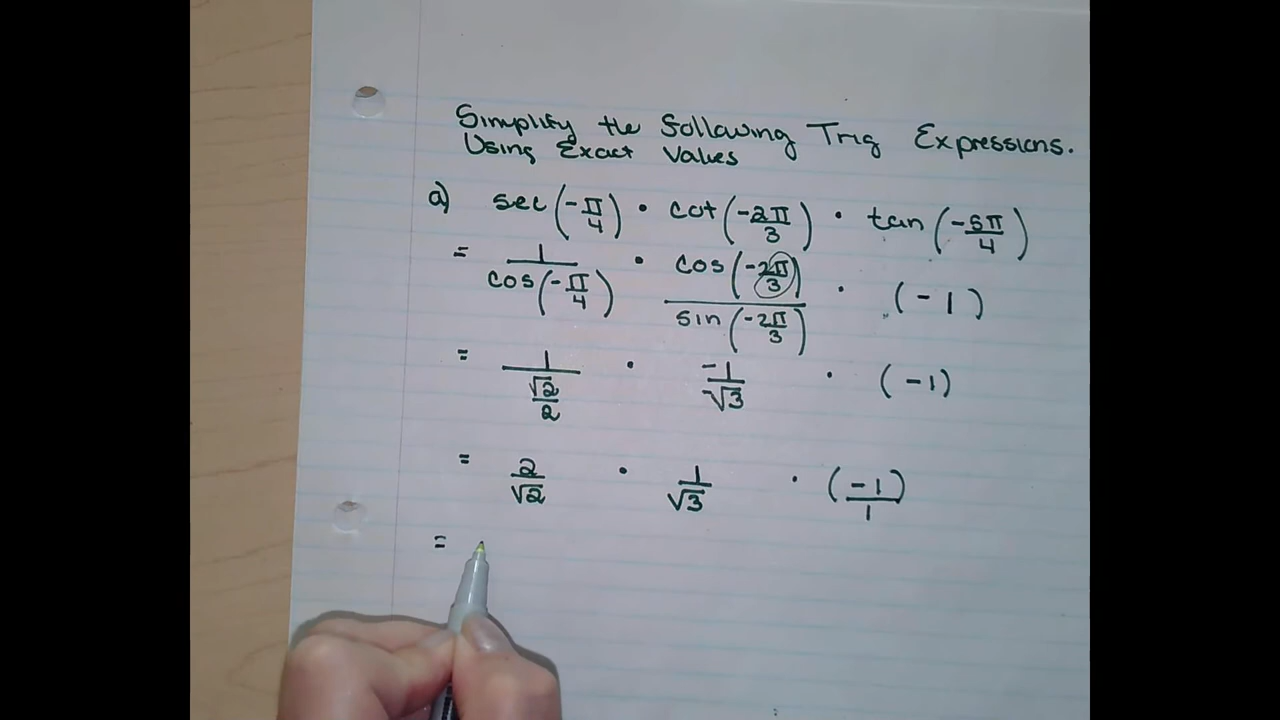 Simplify the Following Trig Expressions.
Using Exact Values
a) sec(-π/4) · cot(-2π/3) · tan(-5π/4)
= 1/cos(-π/4) · cos(-2π/3)/sin(-2π/3) · (-1)
= 1/(√2/2) · -1/-√3 · (-1)
= 2/√2 · 1/√3 · (-1/1)
=